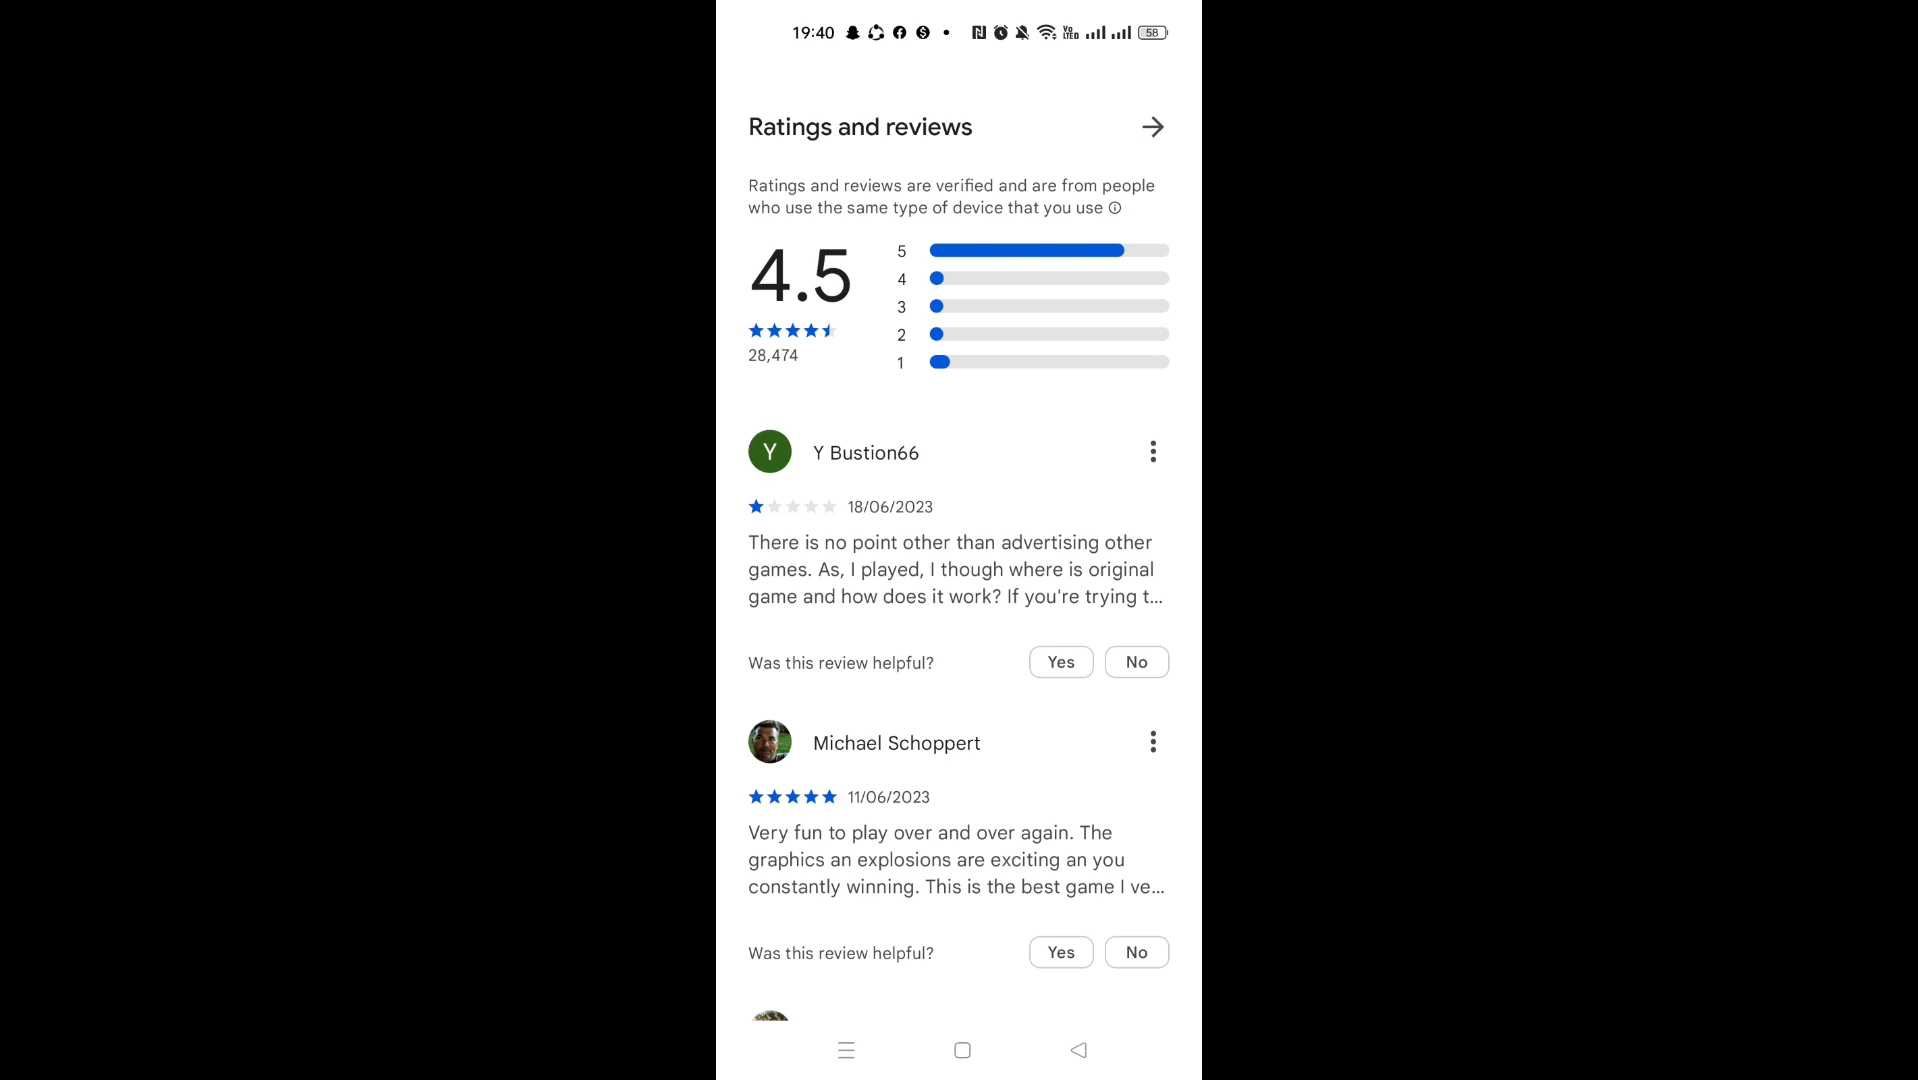 19:40
VoLTED
58
Ratings and reviews
Ratings and reviews are verified and are from people
who use the same type of device that you use
4.5
28,474
5
4
3
2
1
Y
Y Bustion66
18/06/2023
There is no point other than advertising other
games. As, I played, I though where is original
game and how does it work? If you're trying t...
Was this review helpful?
Yes
No
Michael Schoppert
11/06/2023
Very fun to play over and over again. The
graphics an explosions are exciting an you
constantly winning. This is the best game I ve...
Was this review helpful?
Yes
No